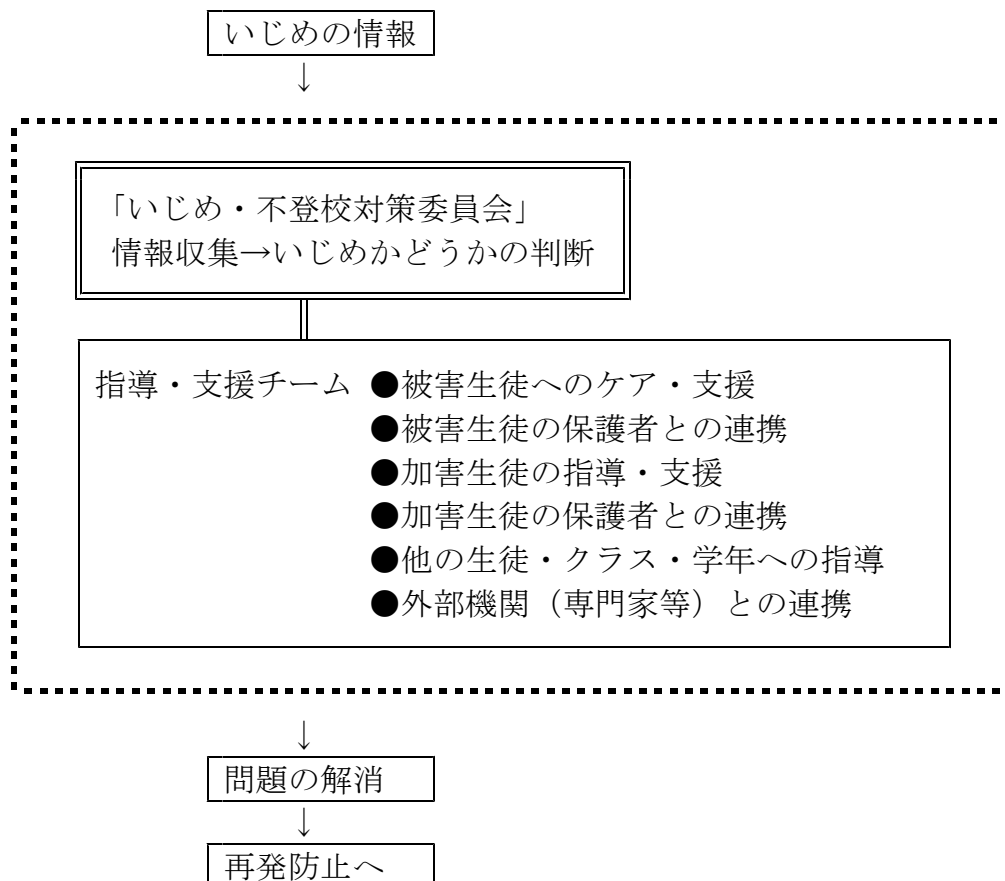 いじめの情報
↓
「いじめ・不登校対策委員会」
情報収集→いじめかどうかの判断
指導・支援チーム ●被害生徒へのケア・支援
●被害生徒の保護者との連携
●加害生徒の指導・支援
●加害生徒の保護者との連携
●他の生徒・クラス・学年への指導
●外部機関（専門家等）との連携
↓
問題の解消
↓
再発防止へ